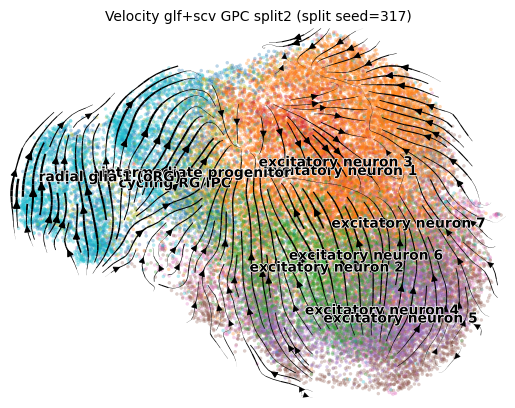 Velocity glf+scv GPC split2 (split seed=317)
excitatory neuron 3
excitatory neuron 1
intermediate progenitor
radial glia 1 (oRG)
cycling RG/IPC
excitatory neuron 7
excitatory neuron 6
excitatory neuron 2
excitatory neuron 4
excitatory neuron 5